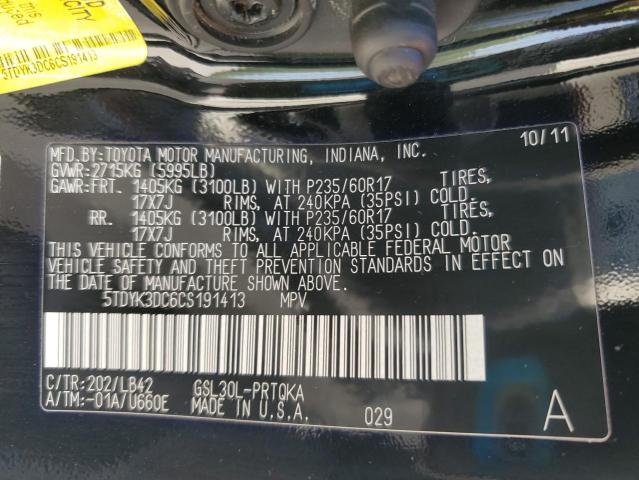 CITY
5TDYK3DC6CS191413
10/11
MFD.BY:TOYOTA MOTOR MANUFACTURING, INDIANA, INC.
GVWR:2715KG (5995LB)
GAWR:FRT. 1405KG (3100LB) WITH P235/60R17 TIRES,
17X7J RIMS, AT 240KPA (35PSI) COLD.
RR. 1405KG (3100LB) WITH P235/60R17 TIRES,
17X7J RIMS, AT 240KPA (35PSI) COLD.
THIS VEHICLE CONFORMS TO ALL APPLICABLE FEDERAL MOTOR
VEHICLE SAFETY AND THEFT PREVENTION STANDARDS IN EFFECT ON
THE DATE OF MANUFACTURE SHOWN ABOVE.
5TDYK3DC6CS191413 MPV
C/TR:202/LB42 GSL30L-PRTQKA
A/TM:-01A/U660E MADE IN U.S.A. 029 A